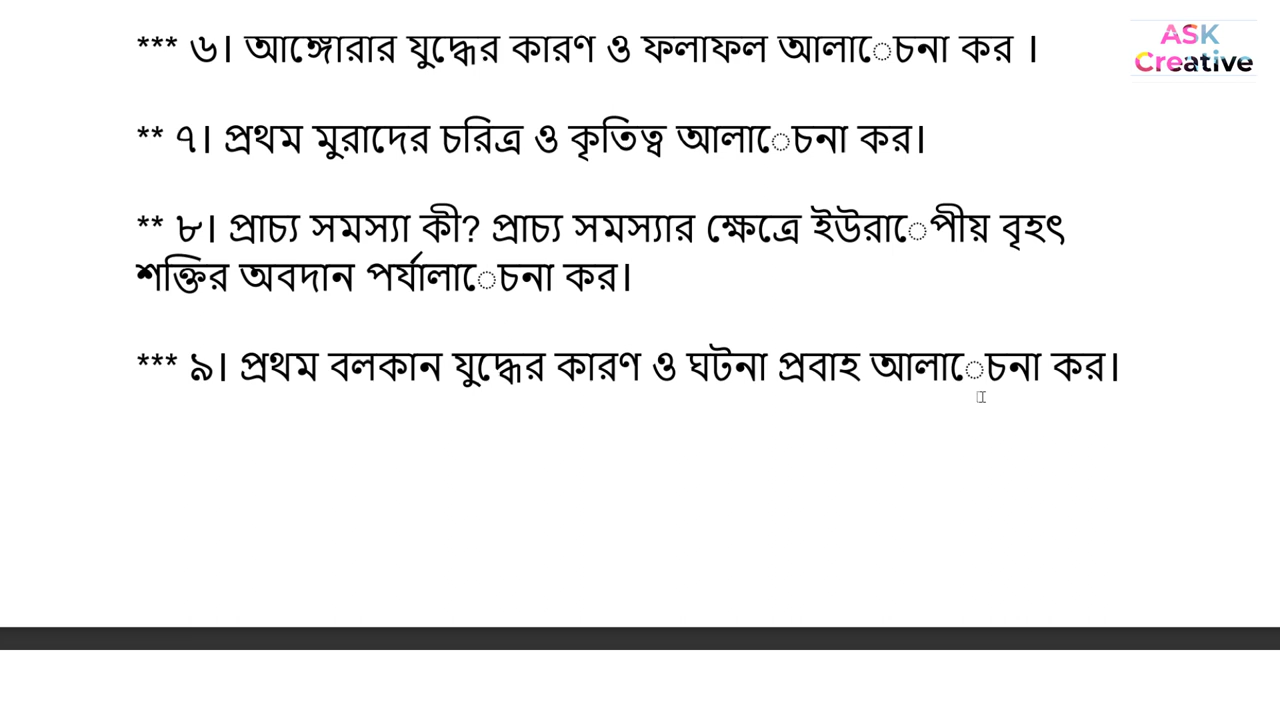 *** ৬। আঙ্গোরার যুদ্ধের কারণ ও ফলাফল আলােচনা কর ।
ASK
Creative
** ৭। প্রথম মুরাদের চরিত্র ও কৃতিত্ব আলােচনা কর।
** ৮। প্রাচ্য সমস্যা কী? প্রাচ্য সমস্যার ক্ষেত্রে ইউরােপীয় বৃহৎ
শক্তির অবদান পর্যালােচনা কর।
*** ৯। প্রথম বলকান যুদ্ধের কারণ ও ঘটনা প্রবাহ আলােচনা কর।